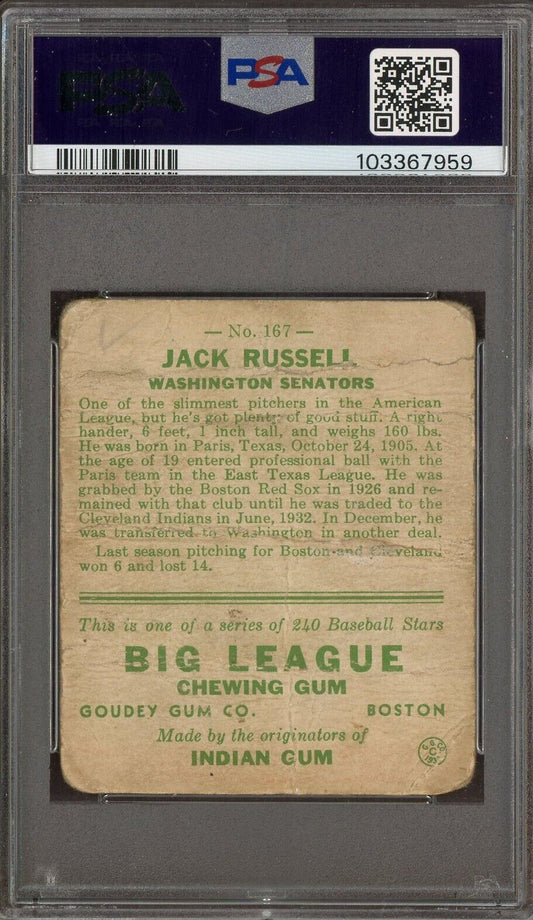 PSA
PSA
103367959
— No. 167 —
JACK RUSSELL
WASHINGTON SENATORS
One of the slimmest pitchers in the American
League, but he's got plenty of good stuff. A right
hander, 6 feet, 1 inch tall, and weighs 160 lbs.
He was born in Paris, Texas, October 24, 1905. At
the age of 19 entered professional ball with the
Paris team in the East Texas League. He was
grabbed by the Boston Red Sox in 1926 and re-
mained with that club until he was traded to the
Cleveland Indians in June, 1932. In December, he
was transferred to Washington in another deal.
Last season pitching for Boston and Cleveland
won 6 and lost 14.
This is one of a series of 240 Baseball Stars
BIG LEAGUE
CHEWING GUM
GOUDEY GUM CO. BOSTON
Made by the originators of
INDIAN GUM